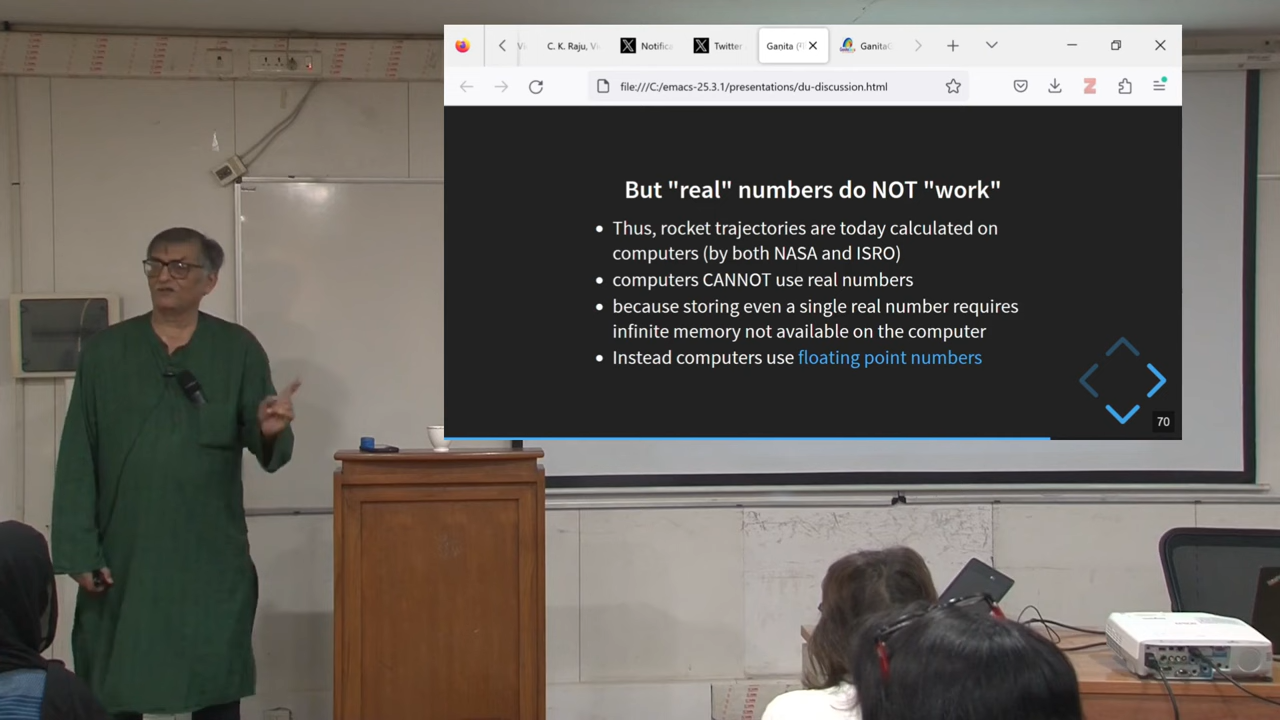 C. K. Raju, V
Notifica
Twitter
Gaṇita (
Ganita
file:///C:/emacs-25.3.1/presentations/du-discussion.html
Z
But "real" numbers do NOT "work"
Thus, rocket trajectories are today calculated on
computers (by both NASA and ISRO)
computers CANNOT use real numbers
because storing even a single real number requires
infinite memory not available on the computer
Instead computers use floating point numbers
70